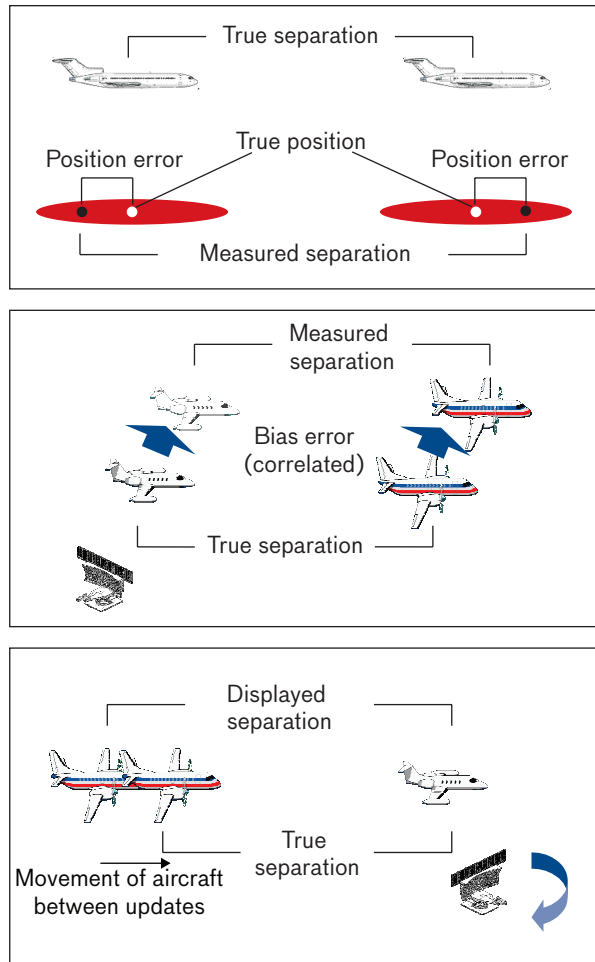 True separation
True position
Position error
Position error
Measured separation
Measured
separation
Bias error
(correlated)
True separation
Displayed
separation
True
separation
Movement of aircraft
between updates